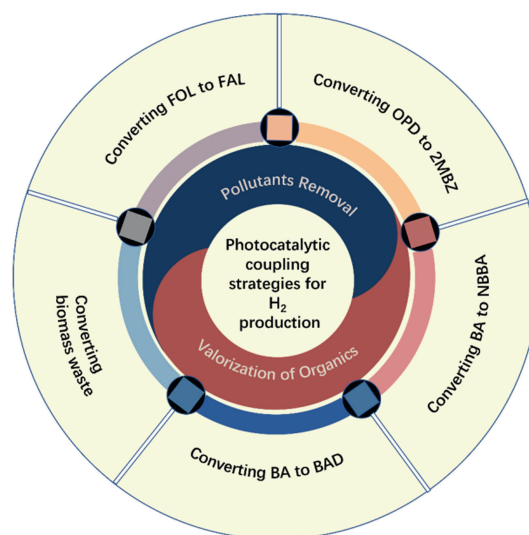 Converting FOL to FAL
Converting OPD to 2MBZ
Pollutants Removal
Photocatalytic
coupling
strategies for
H₂
production
Valorization of Organics
Converting
biomass waste
Converting BA to NBBA
Converting BA to BAD